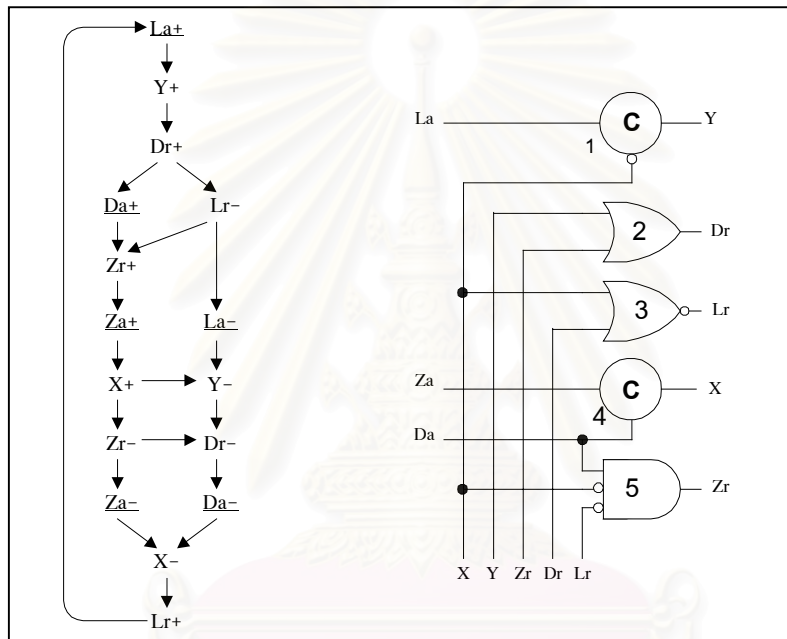 La+
Y+
Dr+
Da+ Lr−
Zr+
Za+ La−
X+ Y−
Zr− Dr−
Za− Da−
X−
Lr+
La C Y
1
2 Dr
3 Lr
Za C X
4
Da
5 Zr
X Y Zr Dr Lr